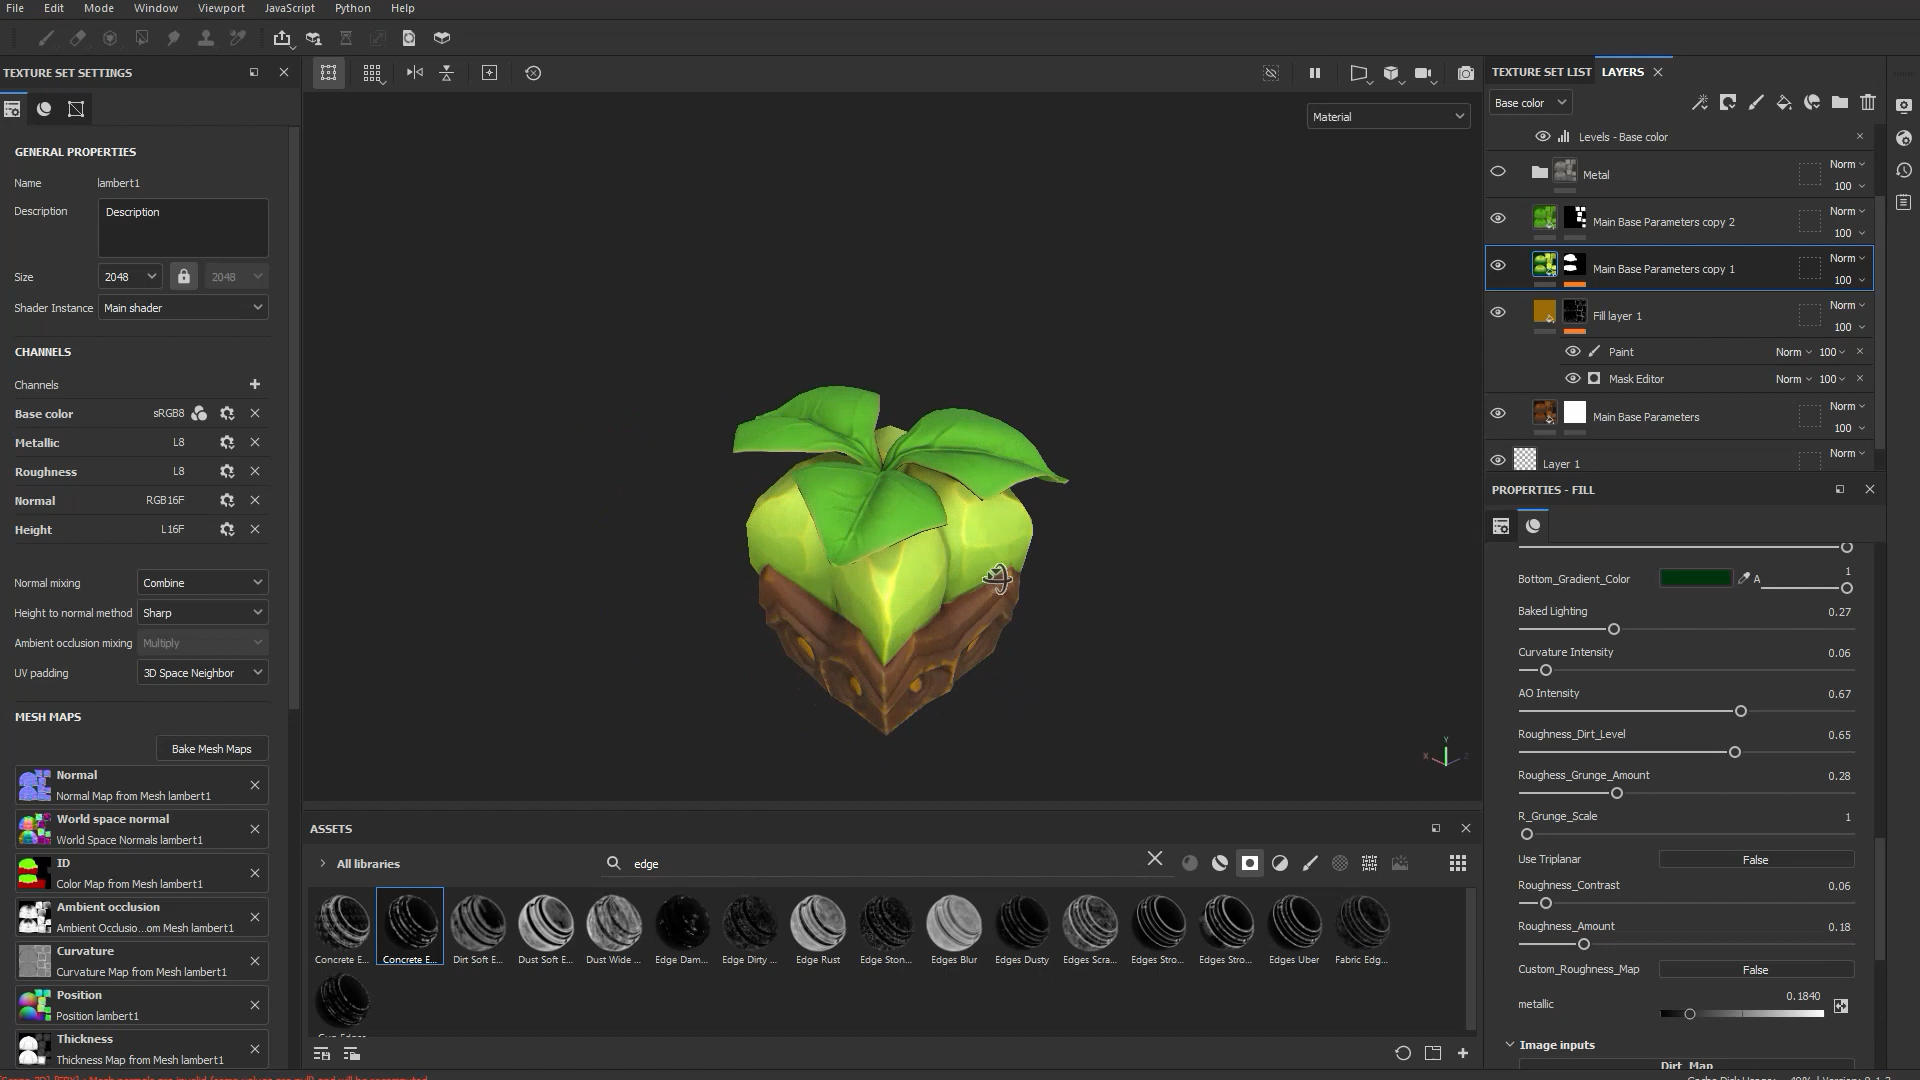 File Edit Mode Window Viewport JavaScript Python Help
TEXTURE SET SETTINGS
GENERAL PROPERTIES
Name lambert1
Description Description
Size 2048 2048
Shader Instance Main shader
CHANNELS
Channels
Base color sRGB8
Metallic L8
Roughness L8
Normal RGB16F
Height L16F
Normal mixing Combine
Height to normal method Sharp
Ambient occlusion mixing Multiply
UV padding 3D Space Neighbor
MESH MAPS
Bake Mesh Maps
Normal
Normal Map from Mesh lambert1
World space normal
World Space Normals lambert1
ID
Color Map from Mesh lambert1
Ambient occlusion
Ambient Occlusio...om Mesh lambert1
Curvature
Curvature Map from Mesh lambert1
Position
Position lambert1
Thickness
Thickness Map from Mesh lambert1
Material
Y
X
Z
ASSETS
All libraries
edge
Concrete E...
Concrete E...
Dirt Soft E...
Dust Soft E...
Dust Wide ...
Edge Dam...
Edge Dirty ...
Edge Rust
Edge Ston...
Edges Blur
Edges Dusty
Edges Scra...
Edges Stro...
Edges Stro...
Edges Uber
Fabric Edg...
TEXTURE SET LIST LAYERS
Base color
Levels - Base color
Metal Norm 100
Main Base Parameters copy 2 Norm 100
Main Base Parameters copy 1 Norm 100
Fill layer 1 Norm 100
Paint Norm 100
Mask Editor Norm 100
Main Base Parameters Norm 100
Layer 1 Norm
PROPERTIES - FILL
Bottom_Gradient_Color A 1
Baked Lighting 0.27
Curvature Intensity 0.06
AO Intensity 0.67
Roughness_Dirt_Level 0.65
Roughess_Grunge_Amount 0.28
R_Grunge_Scale 1
Use Triplanar False
Roughness_Contrast 0.06
Roughness_Amount 0.18
Custom_Roughness_Map False
metallic 0.1840
Image inputs
Dirt_Map